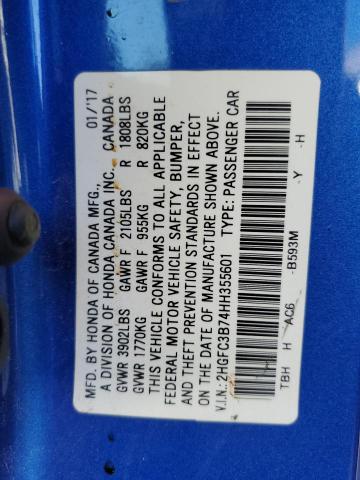 MFD. BY HONDA OF CANADA MFG., 01/'17
A DIVISION OF HONDA CANADA INC. CANADA
GVWR 3902LBS GAWR F 2105LBS R 1808LBS
GVWR 1770KG GAWR F 955KG R 820KG
THIS VEHICLE CONFORMS TO ALL APPLICABLE
FEDERAL MOTOR VEHICLE SAFETY, BUMPER,
AND THEFT PREVENTION STANDARDS IN EFFECT
ON THE DATE OF MANUFACTURE SHOWN ABOVE.
V.I.N.: 2HGFC3B74HH355601 TYPE: PASSENGER CAR
TBH H AC6 -B593M -Y -H